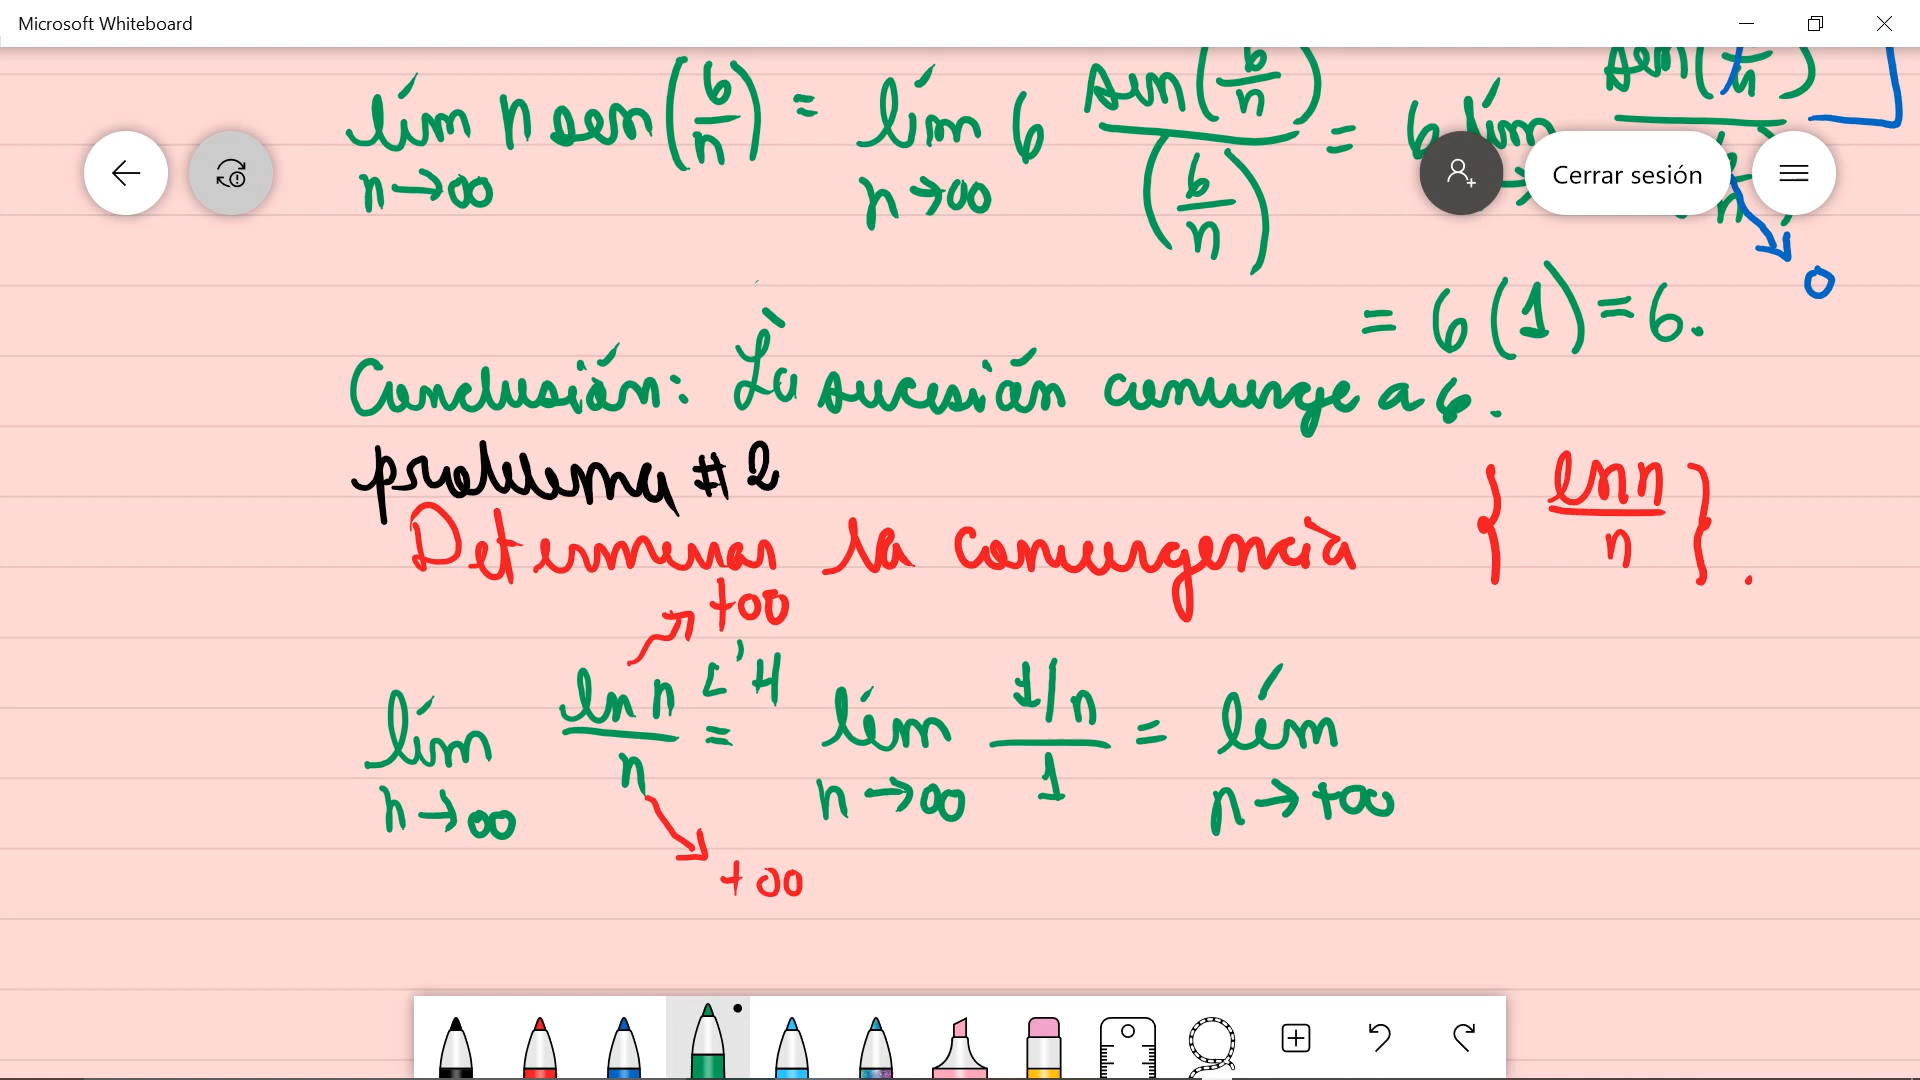 Microsoft Whiteboard
lím n sen(6/n) = lím 6 sen(6/n)/(6/n) = 6 lím
n→∞ n→∞
Cerrar sesión
0
= 6(1) = 6.
Conclusión: La sucesión converge a 6.
problema #2
Determinar la convergencia { ln n / n }.
+∞
lím ln n / n L'H = lím 1/n / 1 = lím
n→∞ n→∞ n→+∞
+∞